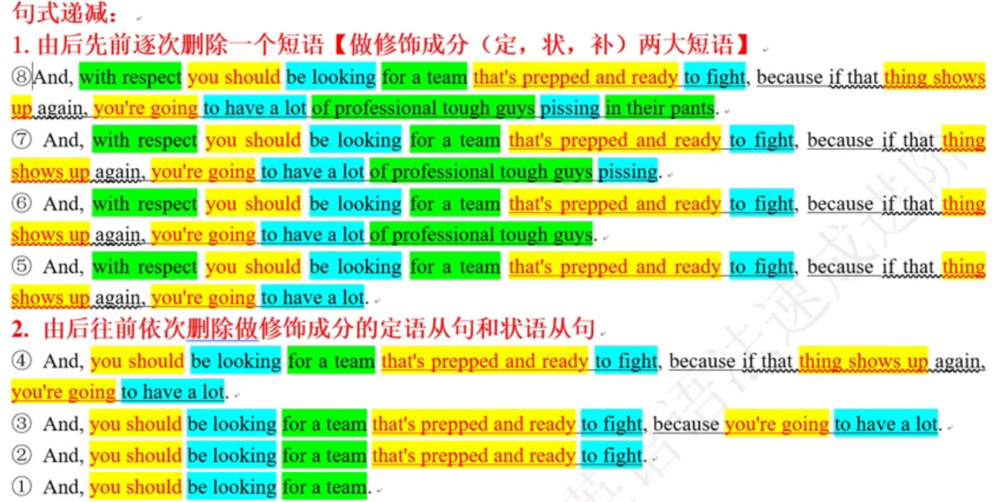 句式递减：
1. 由后先前逐次删除一个短语【做修饰成分（定，状，补）两大短语】
⑧And, with respect you should be looking for a team that's prepped and ready to fight, because if that thing shows
up again, you're going to have a lot of professional tough guys pissing in their pants.
⑦ And, with respect you should be looking for a team that's prepped and ready to fight, because if that thing
shows up again, you're going to have a lot of professional tough guys pissing.
⑥ And, with respect you should be looking for a team that's prepped and ready to fight, because if that thing
shows up again, you're going to have a lot of professional tough guys.
⑤ And, with respect you should be looking for a team that's prepped and ready to fight, because if that thing
shows up again, you're going to have a lot.
2. 由后往前依次删除做修饰成分的定语从句和状语从句
④ And, you should be looking for a team that's prepped and ready to fight, because if that thing shows up again,
you're going to have a lot.
③ And, you should be looking for a team that's prepped and ready to fight, because you're going to have a lot.
② And, you should be looking for a team that's prepped and ready to fight.
① And, you should be looking for a team.
英语语法速成进阶